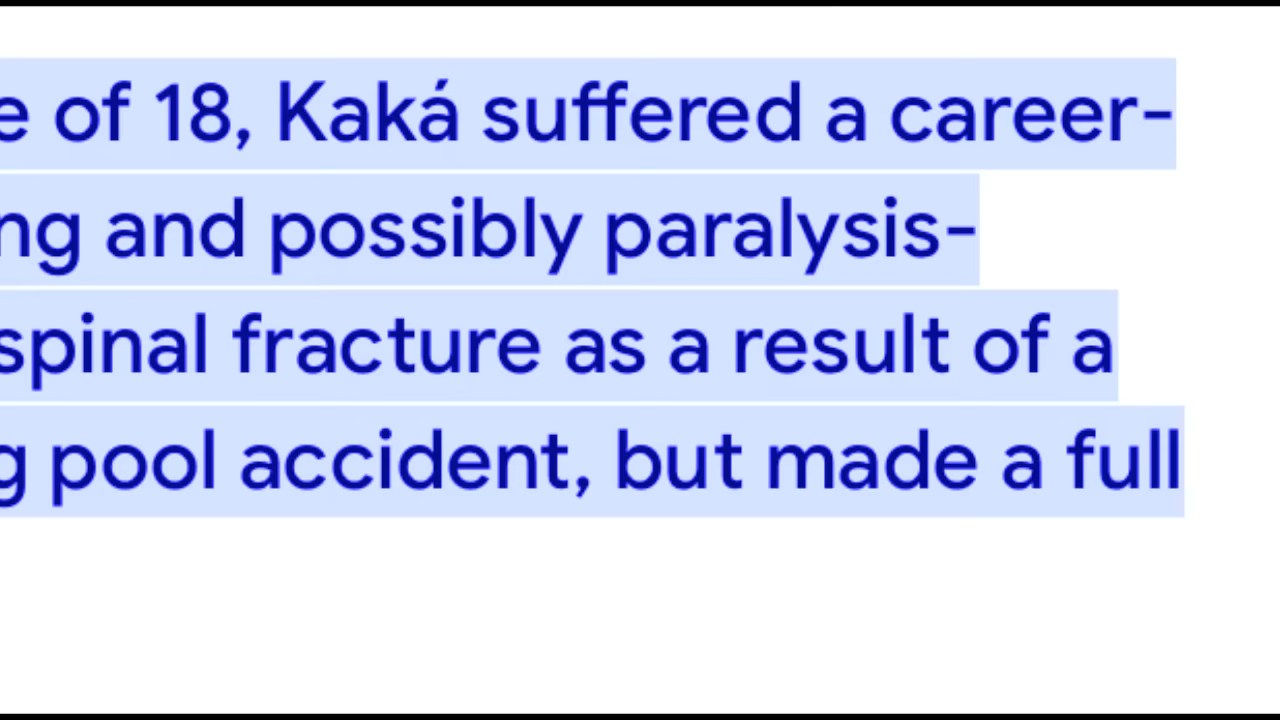 e of 18, Kaká suffered a career-
ng and possibly paralysis-
spinal fracture as a result of a
g pool accident, but made a full